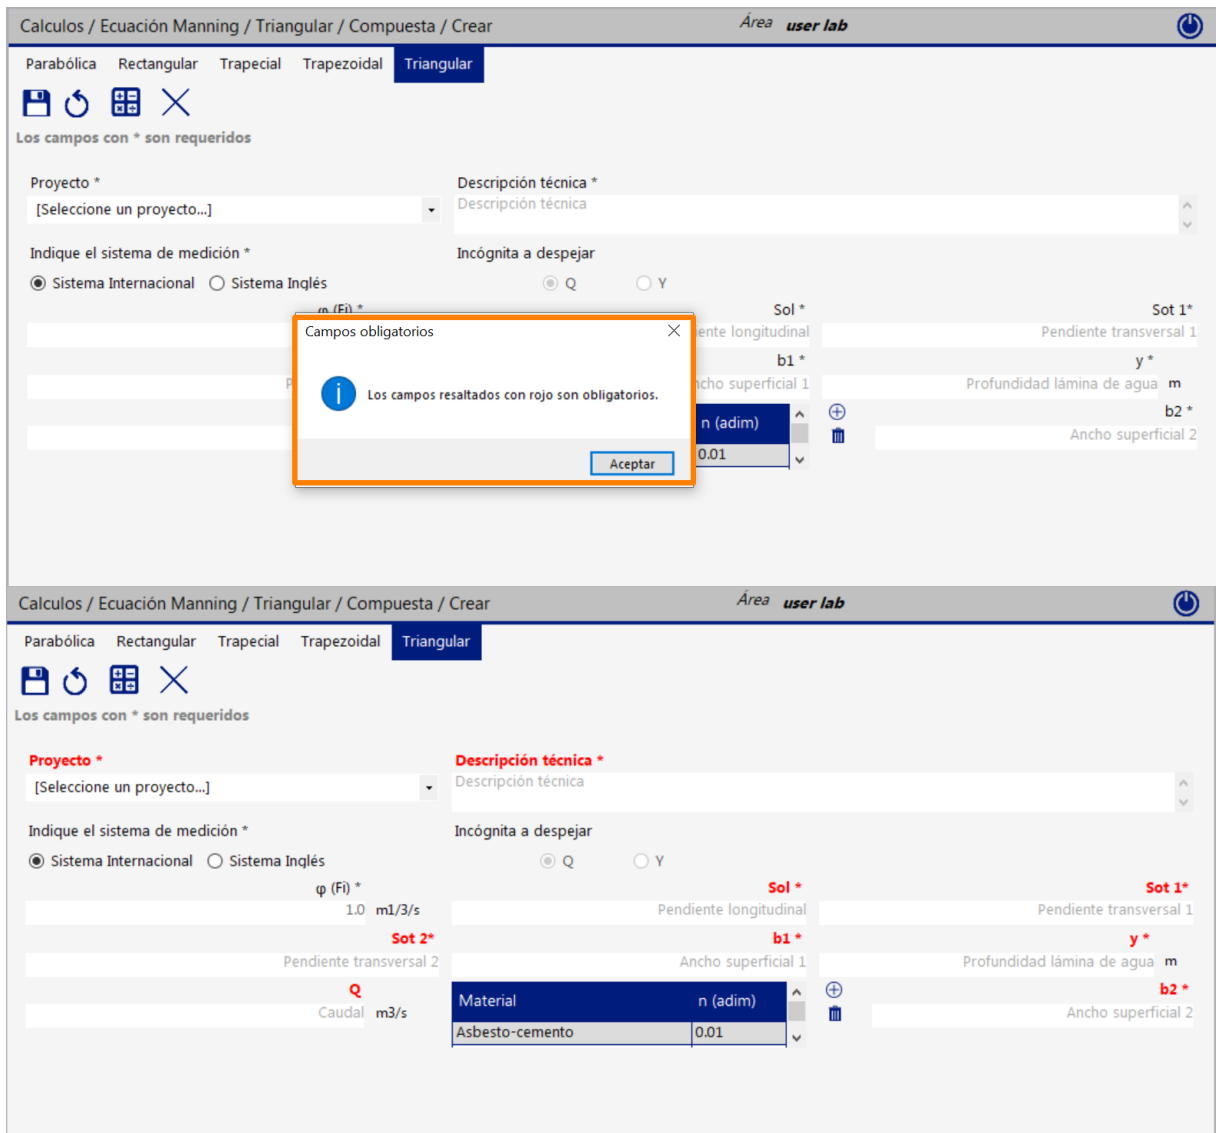 Calculos / Ecuación Manning / Triangular / Compuesta / Crear Área user lab
Parabólica Rectangular Trapecial Trapezoidal Triangular
Los campos con * son requeridos
Proyecto * Descripción técnica *
[Seleccione un proyecto...] Descripción técnica
Indique el sistema de medición * Incógnita a despejar
Sistema Internacional Sistema Inglés Q Y
φ (Fi) * Sol * Sot 1*
Campos obligatorios
longitudinal Pendiente transversal 1
b1 * y *
superficial 1 Profundidad lámina de agua m
Los campos resaltados con rojo son obligatorios.
n (adim) b2 *
Ancho superficial 2
0.01
Aceptar
Calculos / Ecuación Manning / Triangular / Compuesta / Crear Área user lab
Parabólica Rectangular Trapecial Trapezoidal Triangular
Los campos con * son requeridos
Proyecto * Descripción técnica *
[Seleccione un proyecto...] Descripción técnica
Indique el sistema de medición * Incógnita a despejar
Sistema Internacional Sistema Inglés Q Y
φ (Fi) * Sol * Sot 1*
1.0 m1/3/s Pendiente longitudinal Pendiente transversal 1
Sot 2* b1 * y *
Pendiente transversal 2 Ancho superficial 1 Profundidad lámina de agua m
Q Material n (adim) b2 *
Caudal m3/s Ancho superficial 2
Asbesto-cemento 0.01